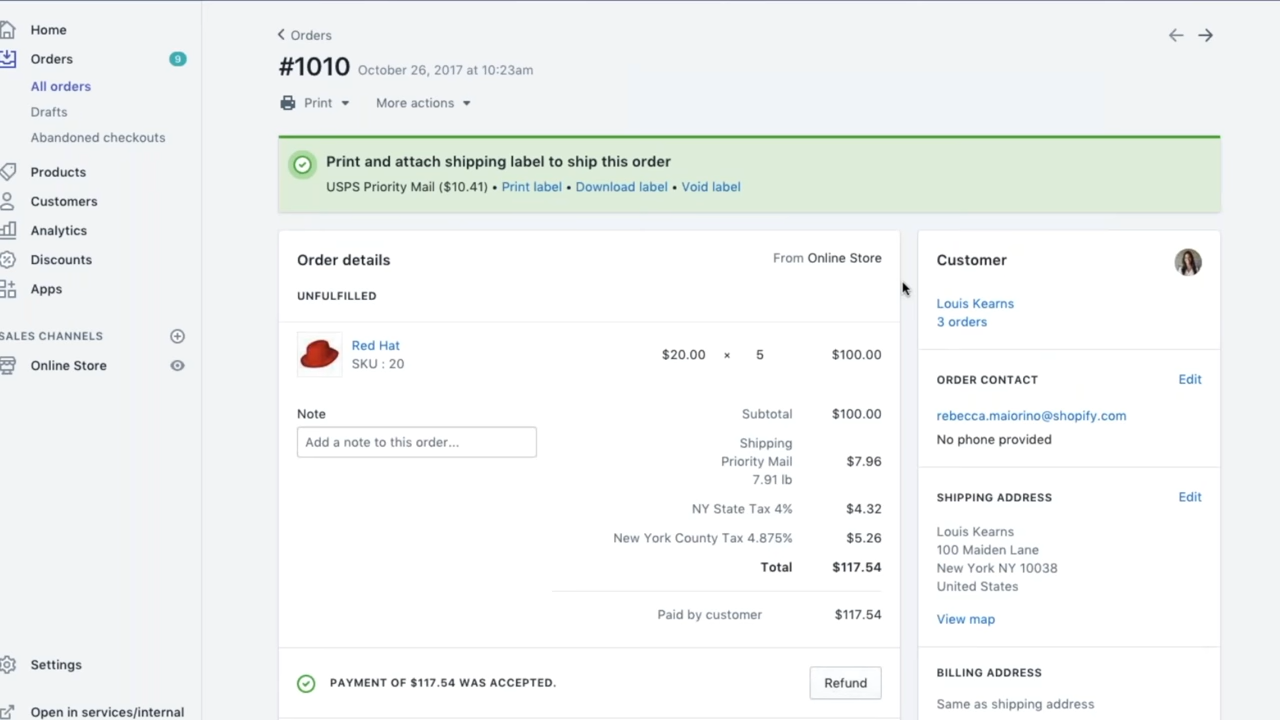 Home
Orders 9
All orders
Drafts
Abandoned checkouts
Products
Customers
Analytics
Discounts
Apps
SALES CHANNELS
Online Store
Settings
Open in services/internal
Orders
#1010 October 26, 2017 at 10:23am
Print More actions
Print and attach shipping label to ship this order
USPS Priority Mail ($10.41) • Print label • Download label • Void label
Order details From Online Store
UNFULFILLED
Red Hat
SKU : 20
$20.00 × 5 $100.00
Note
Add a note to this order...
Subtotal $100.00
Shipping
Priority Mail $7.96
7.91 lb
NY State Tax 4% $4.32
New York County Tax 4.875% $5.26
Total $117.54
Paid by customer $117.54
PAYMENT OF $117.54 WAS ACCEPTED. Refund
Customer
Louis Kearns
3 orders
ORDER CONTACT Edit
rebecca.maiorino@shopify.com
No phone provided
SHIPPING ADDRESS Edit
Louis Kearns
100 Maiden Lane
New York NY 10038
United States
View map
BILLING ADDRESS
Same as shipping address